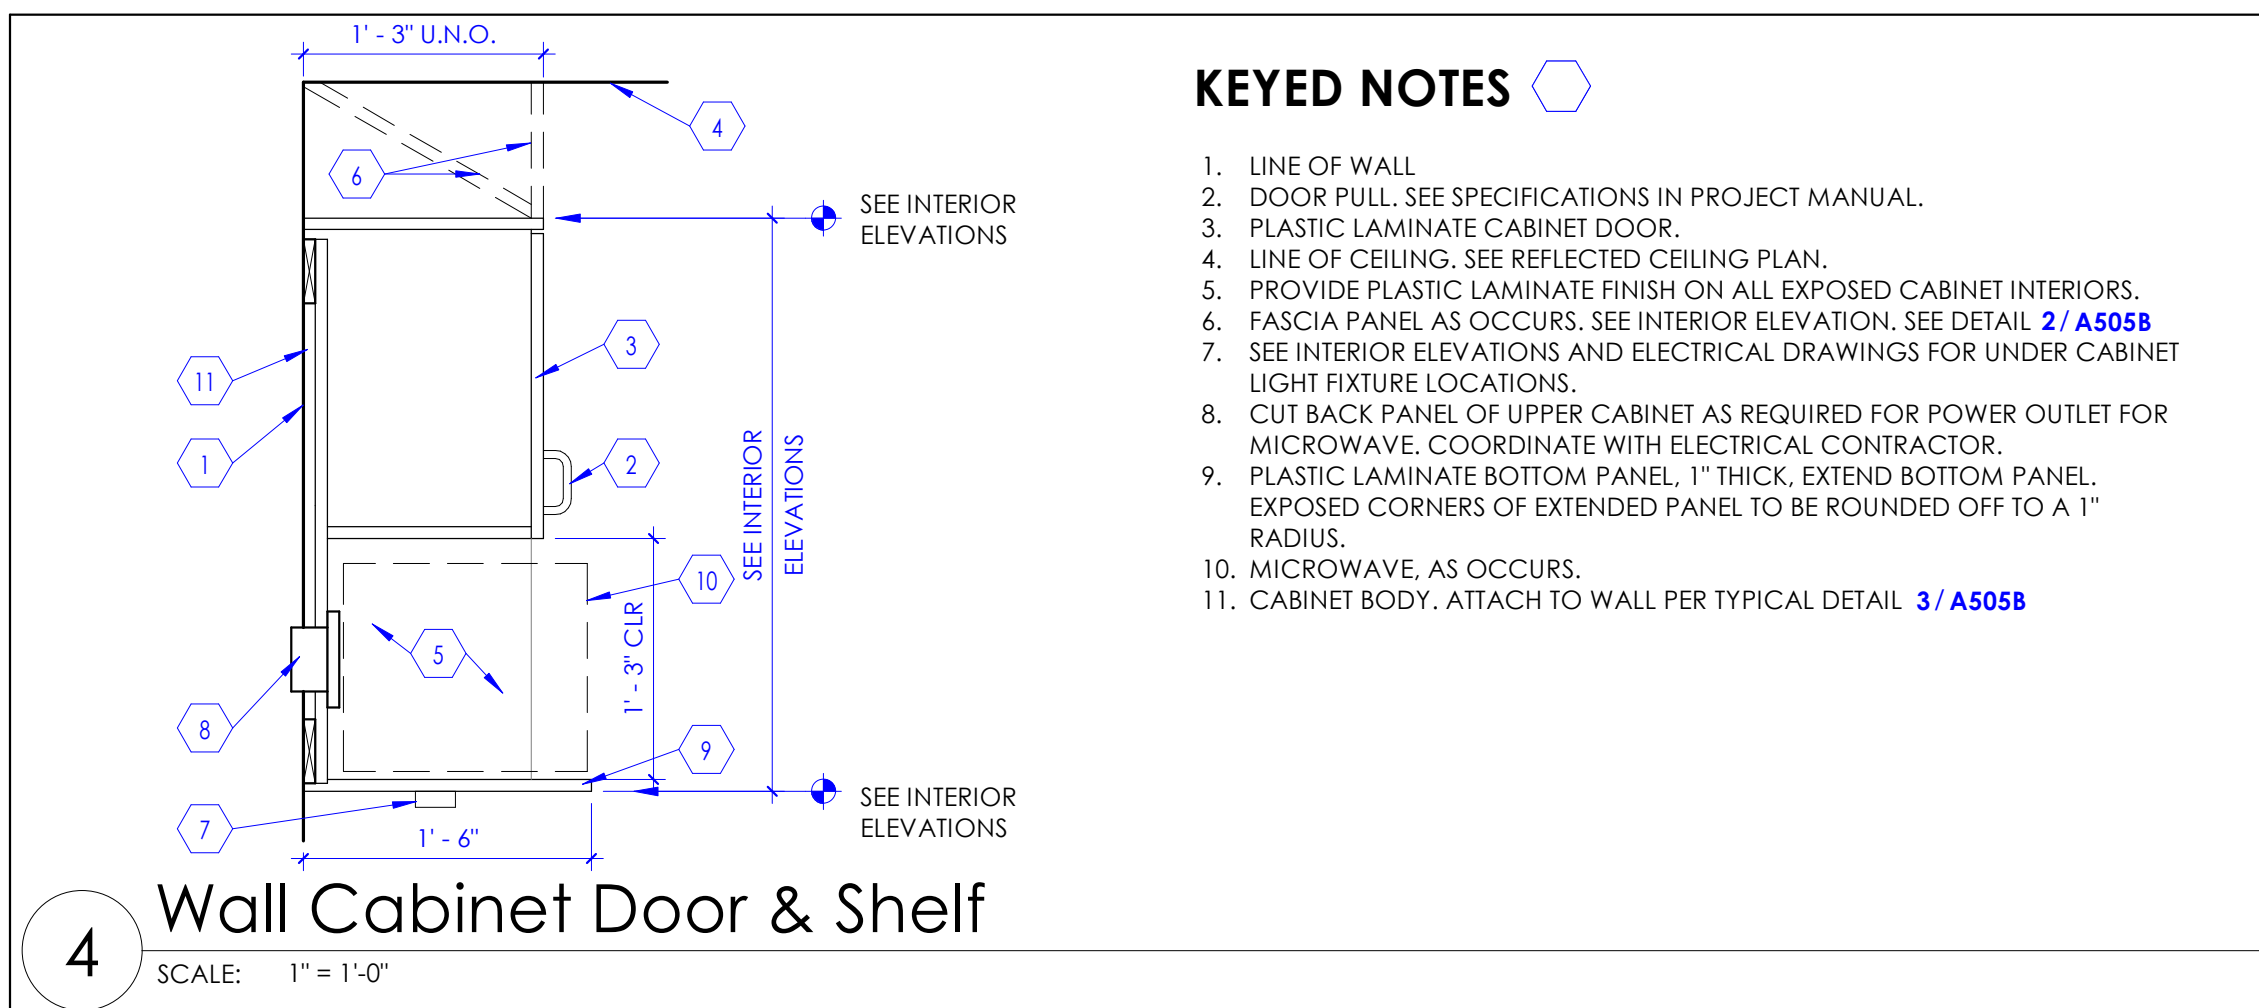 1' - 3" U.N.O.
4
6
SEE INTERIOR
ELEVATIONS
3
11
1
2
SEE INTERIOR
ELEVATIONS
10
1' - 3" CLR
5
8
9
7
SEE INTERIOR
ELEVATIONS
1' - 6"
KEYED NOTES
1. LINE OF WALL
2. DOOR PULL. SEE SPECIFICATIONS IN PROJECT MANUAL.
3. PLASTIC LAMINATE CABINET DOOR.
4. LINE OF CEILING. SEE REFLECTED CEILING PLAN.
5. PROVIDE PLASTIC LAMINATE FINISH ON ALL EXPOSED CABINET INTERIORS.
6. FASCIA PANEL AS OCCURS. SEE INTERIOR ELEVATION. SEE DETAIL 2 / A505B
7. SEE INTERIOR ELEVATIONS AND ELECTRICAL DRAWINGS FOR UNDER CABINET
LIGHT FIXTURE LOCATIONS.
8. CUT BACK PANEL OF UPPER CABINET AS REQUIRED FOR POWER OUTLET FOR
MICROWAVE. COORDINATE WITH ELECTRICAL CONTRACTOR.
9. PLASTIC LAMINATE BOTTOM PANEL, 1" THICK, EXTEND BOTTOM PANEL.
EXPOSED CORNERS OF EXTENDED PANEL TO BE ROUNDED OFF TO A 1"
RADIUS.
10. MICROWAVE, AS OCCURS.
11. CABINET BODY. ATTACH TO WALL PER TYPICAL DETAIL 3 / A505B
4
Wall Cabinet Door & Shelf
SCALE: 1" = 1'-0"